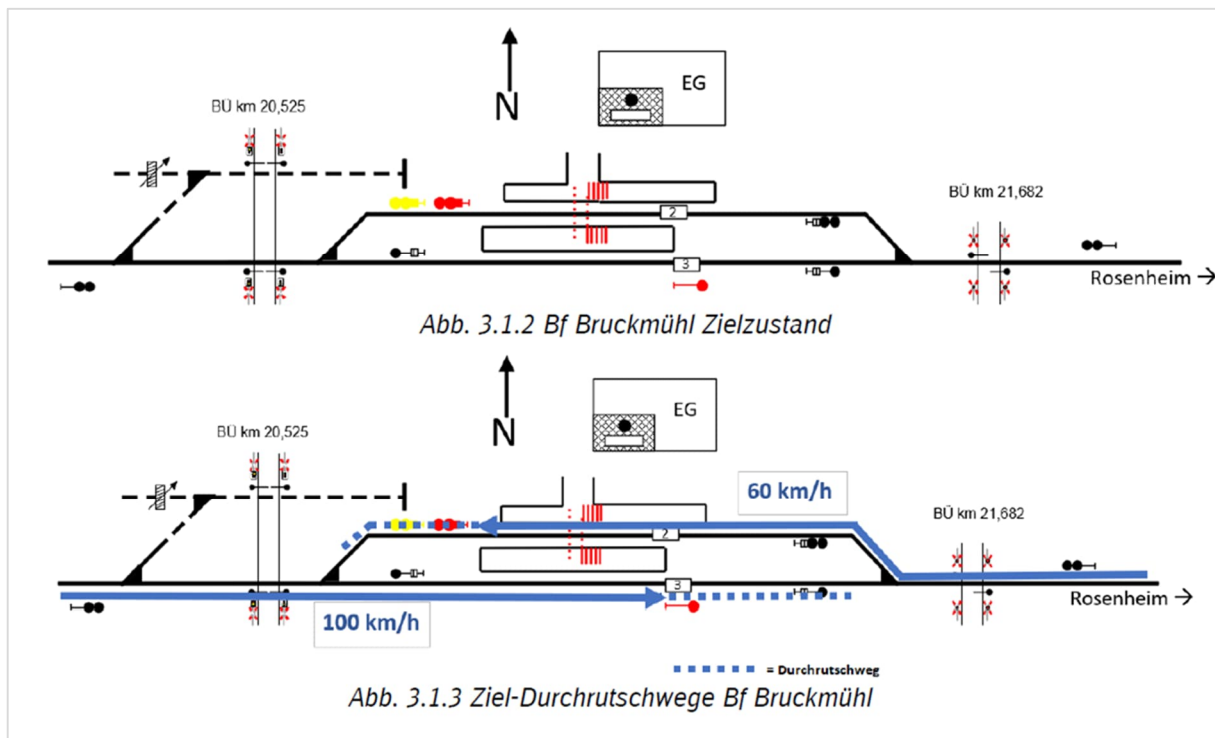 EG
N
BÜ km 20,525
BÜ km 21,682
2
3
Rosenheim →
Abb. 3.1.2 Bf Bruckmühl Zielzustand
EG
N
BÜ km 20,525
60 km/h
BÜ km 21,682
2
3
Rosenheim →
100 km/h
= Durchrutschweg
Abb. 3.1.3 Ziel-Durchrutschwege Bf Bruckmühl